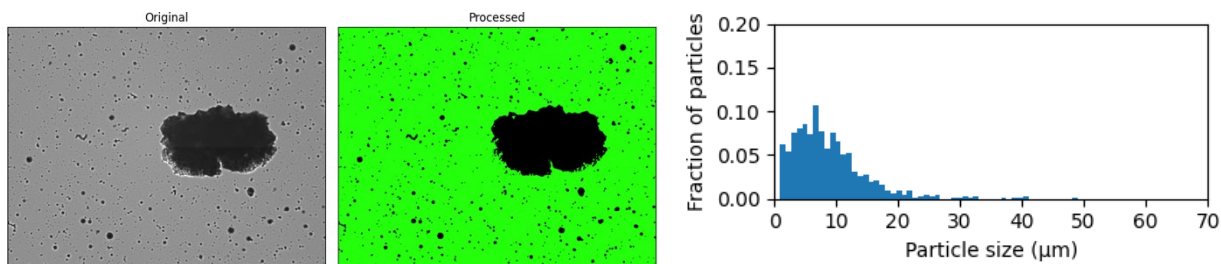 Original
Processed
Fraction of particles
0.20
0.15
0.10
0.05
0.00
0 10 20 30 40 50 60 70
Particle size (µm)